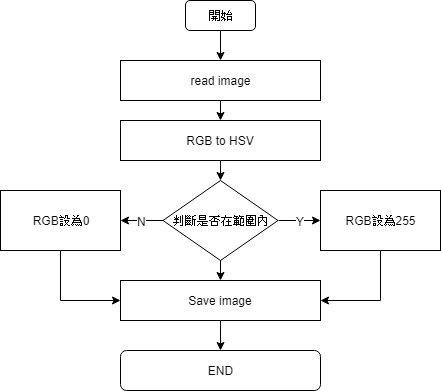 開始
read image
RGB to HSV
判斷是否在範圍內
N
Y
RGB設為0
RGB設為255
Save image
END